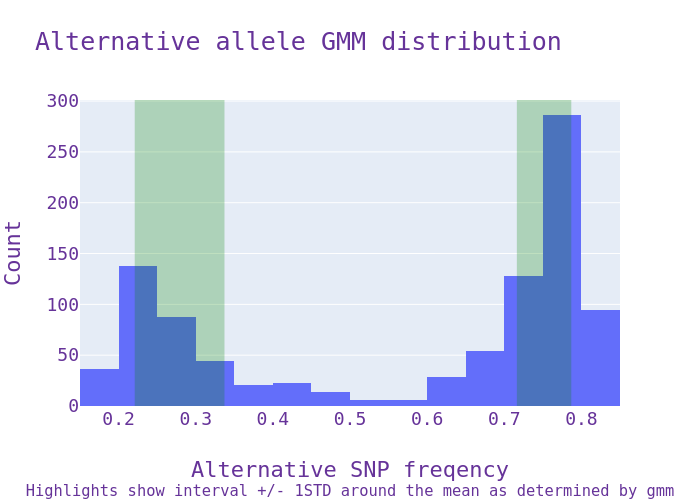 Alternative allele GMM distribution
300
250
200
150
100
50
0
Count
0.2 0.3 0.4 0.5 0.6 0.7 0.8
Alternative SNP freqency
Highlights show interval +/- 1STD around the mean as determined by gmm